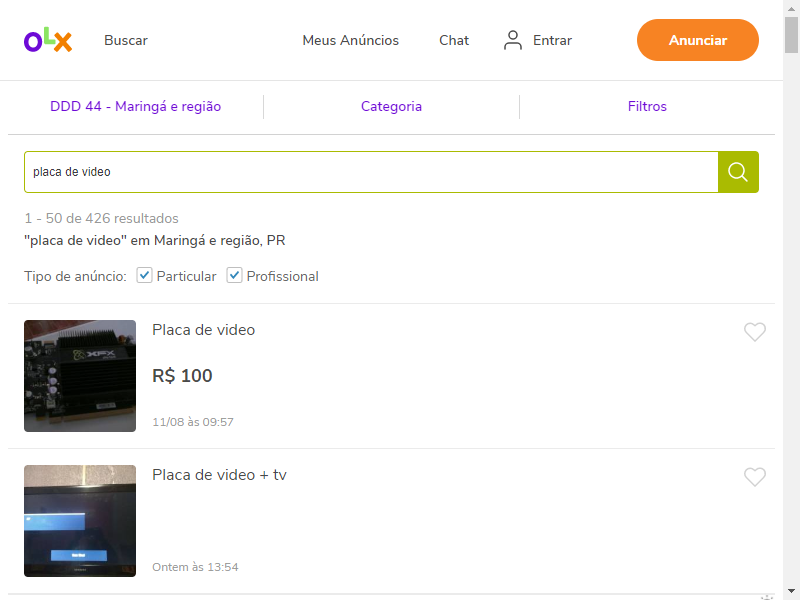 OLX
Buscar
Meus Anúncios
Chat
Entrar
Anunciar
DDD 44 - Maringá e região
Categoria
Filtros
placa de video
1 - 50 de 426 resultados
"placa de video" em Maringá e região, PR
Tipo de anúncio: Particular Profissional
Placa de video
XFX
R$ 100
11/08 às 09:57
Placa de video + tv
Ontem às 13:54